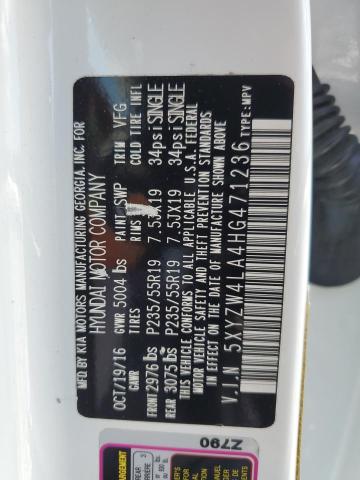 MFD BY KIA MOTORS MANUFACTURING GEORGIA, INC. FOR
HYUNDAI MOTOR COMPANY
OCT/19/16 PAINT SWP TRIM VFG
GVWR 5004 lbs
GAWR TIRES COLD TIRE INFL
FRONT 2976 lbs P235/55R19 7.5JX19 34psi SINGLE
REAR 3075 lbs P235/55R19 7.5JX19 34psi SINGLE
THIS VEHICLE CONFORMS TO ALL APPLICABLE U.S.A. FEDERAL
MOTOR VEHICLE SAFETY AND THEFT PREVENTION STANDARDS
IN EFFECT ON THE DATE OF MANUFACTURE SHOWN ABOVE.
V.I.N 5XYZW4LA4HG471236 TYPE:MPV
Z790
REAR
ARRIÈRE 3